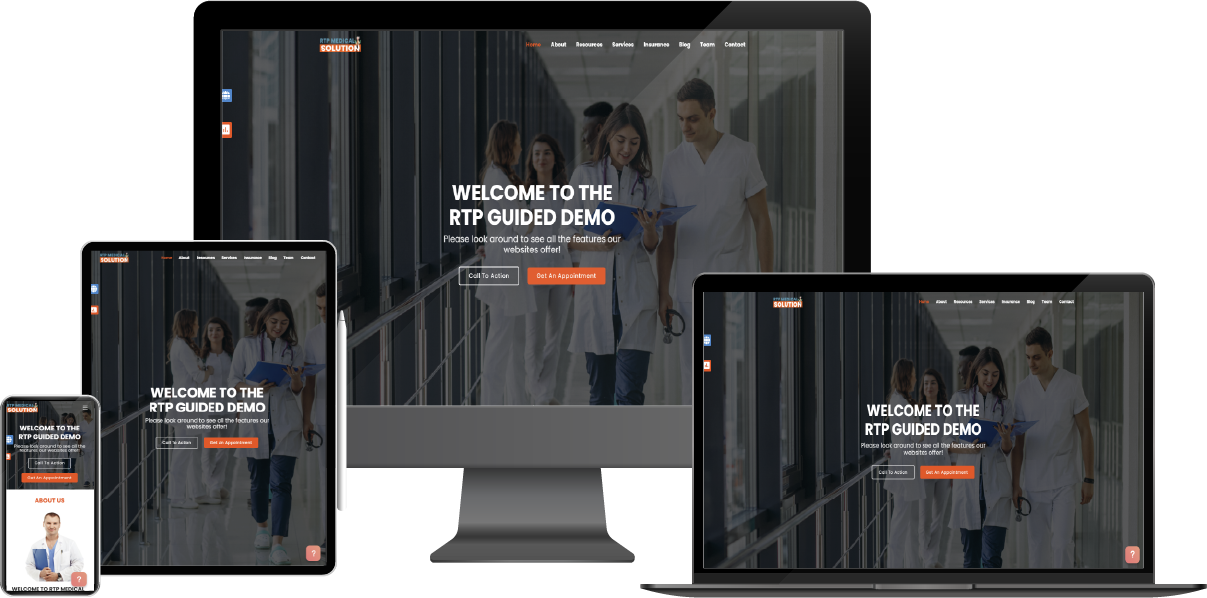 RTP MEDICAL
SOLUTION
Home About Resources Services Insurance Blog Team Contact
WELCOME TO THE
RTP GUIDED DEMO
Please look around to see all the features our
websites offer!
Call To Action Get An Appointment
RTP MEDICAL
SOLUTION
Home About Resources Services Insurance Blog Team Contact
WELCOME TO THE
RTP GUIDED DEMO
Please look around to see all the features our
websites offer!
Call To Action Get An Appointment
?
RTP MEDICAL
SOLUTION
WELCOME TO THE
RTP GUIDED DEMO
Please look around to see all the
features our websites offer!
Call To Action
Get An Appointment
ABOUT US
?
WELCOME TO RTP MEDICAL
RTP MEDICAL
SOLUTION
Home About Resources Services Insurance Blog Team Contact
WELCOME TO THE
RTP GUIDED DEMO
Please look around to see all the features our
websites offer!
Call To Action Get An Appointment
?